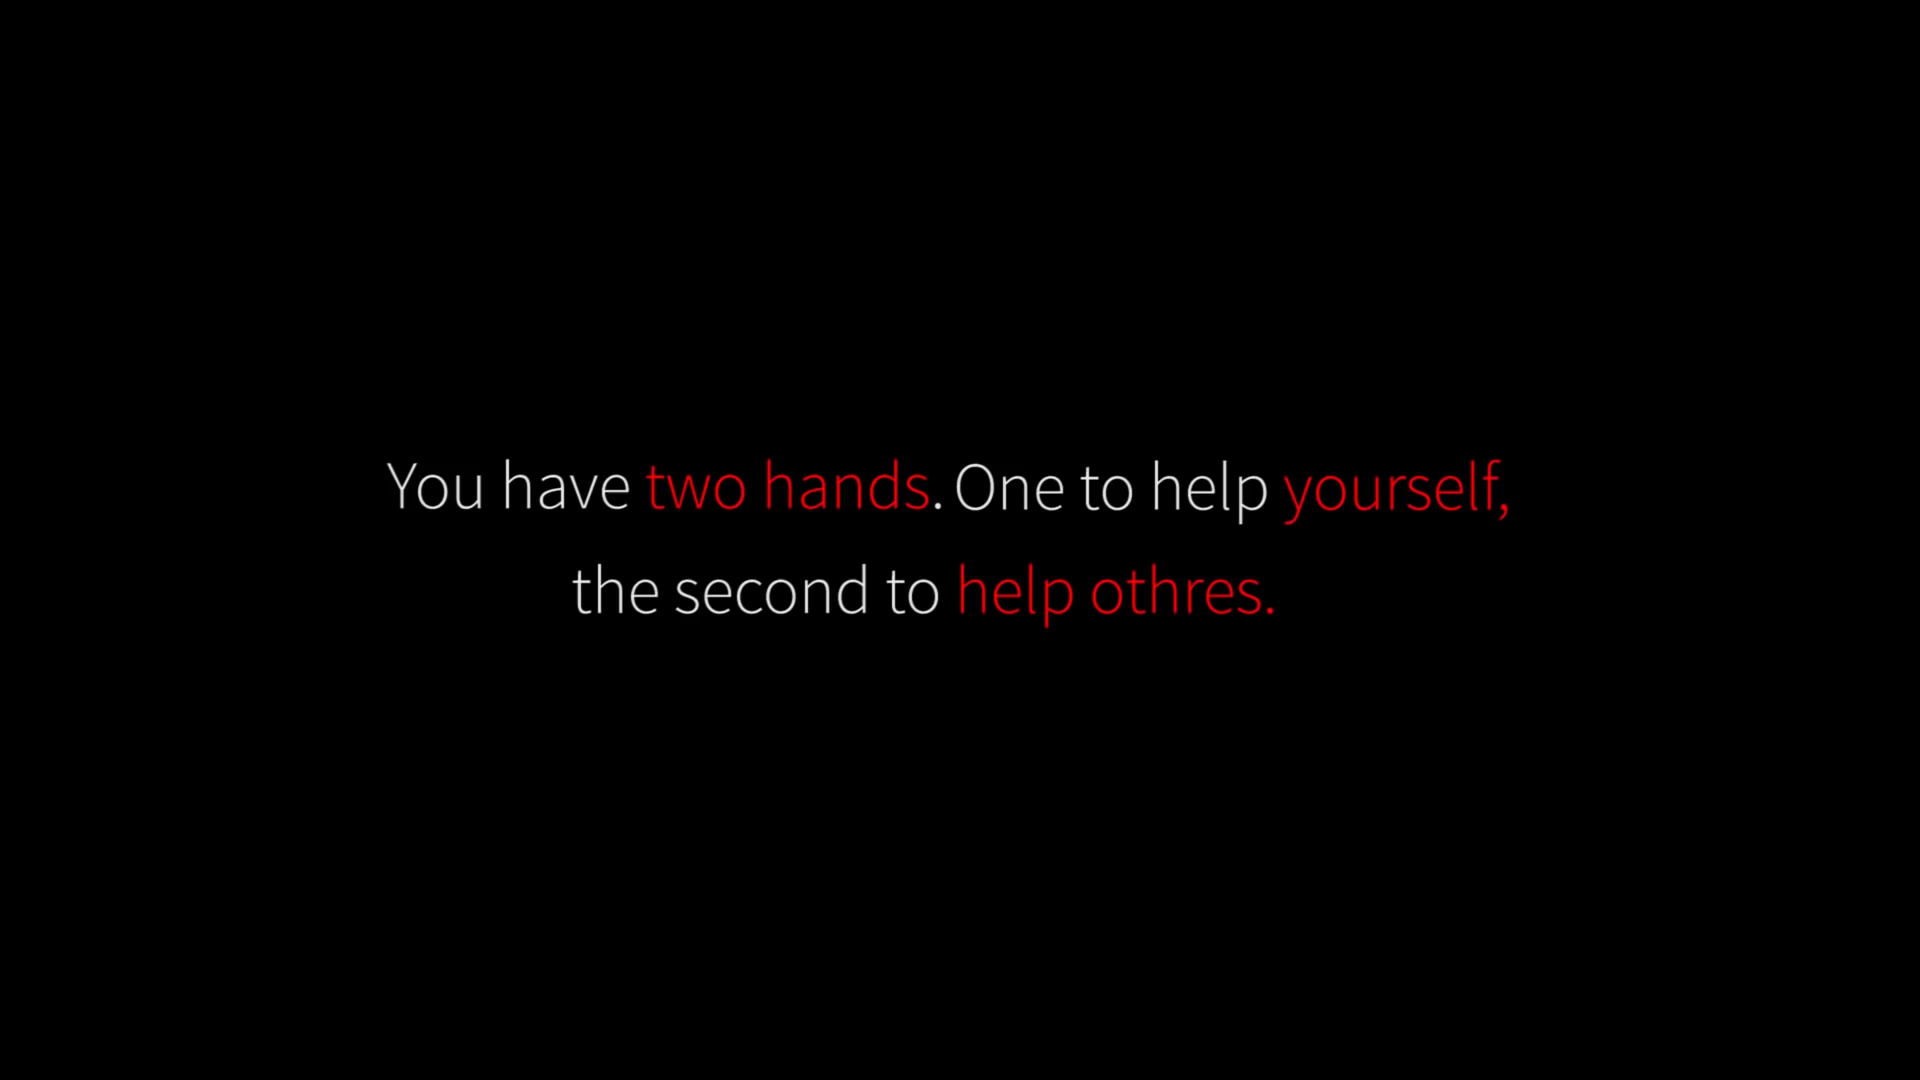 You have two hands. One to help yourself,
the second to help othres.